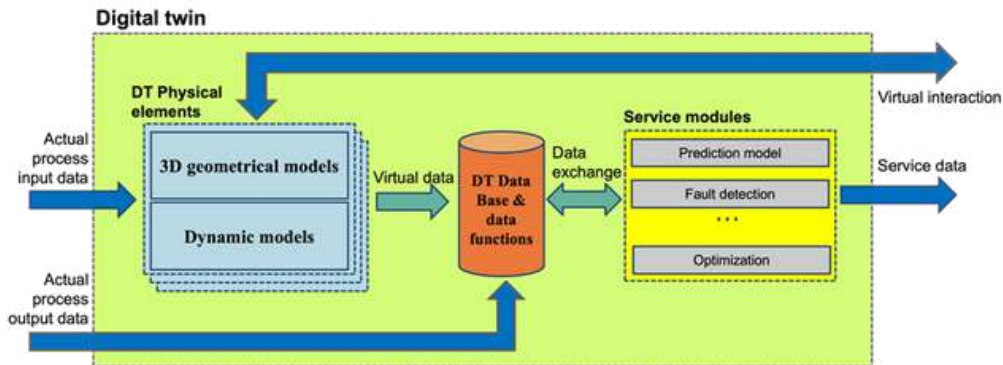 Digital twin
Virtual interaction
DT Physical
elements
Actual
process
input data
3D geometrical models
Dynamic models
Virtual data
DT Data
Base &
data
functions
Data
exchange
Service modules
Prediction model
Fault detection
...
Optimization
Service data
Actual
process
output data